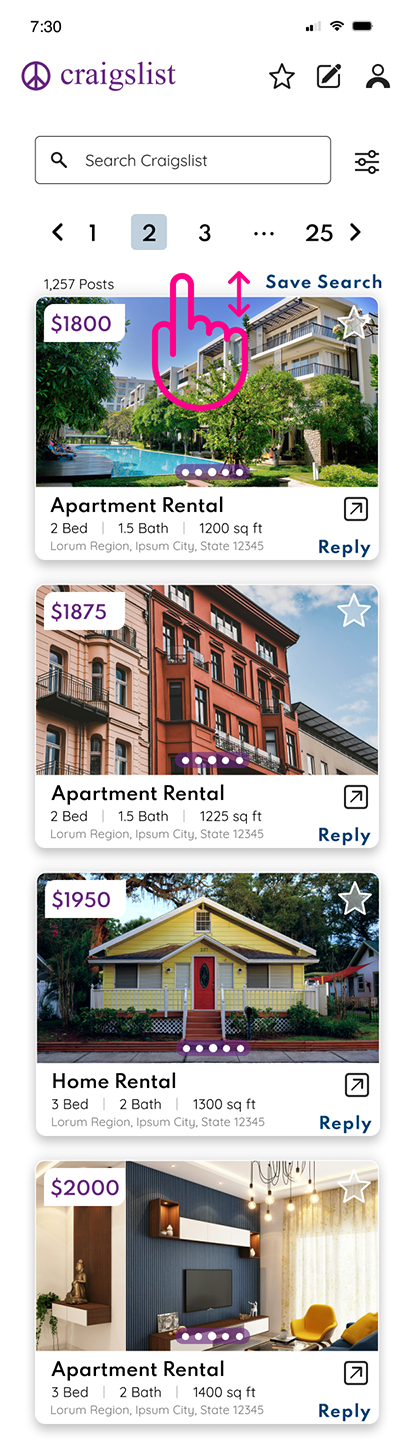 7:30
craigslist
Search Craigslist
1 2 3 ... 25
1,257 Posts Save Search
$1800
Apartment Rental
2 Bed | 1.5 Bath | 1200 sq ft
Lorum Region, Ipsum City, State 12345
Reply
$1875
Apartment Rental
2 Bed | 1.5 Bath | 1225 sq ft
Lorum Region, Ipsum City, State 12345
Reply
$1950
Home Rental
3 Bed | 2 Bath | 1300 sq ft
Lorum Region, Ipsum City, State 12345
Reply
$2000
Apartment Rental
3 Bed | 2 Bath | 1400 sq ft
Lorum Region, Ipsum City, State 12345
Reply